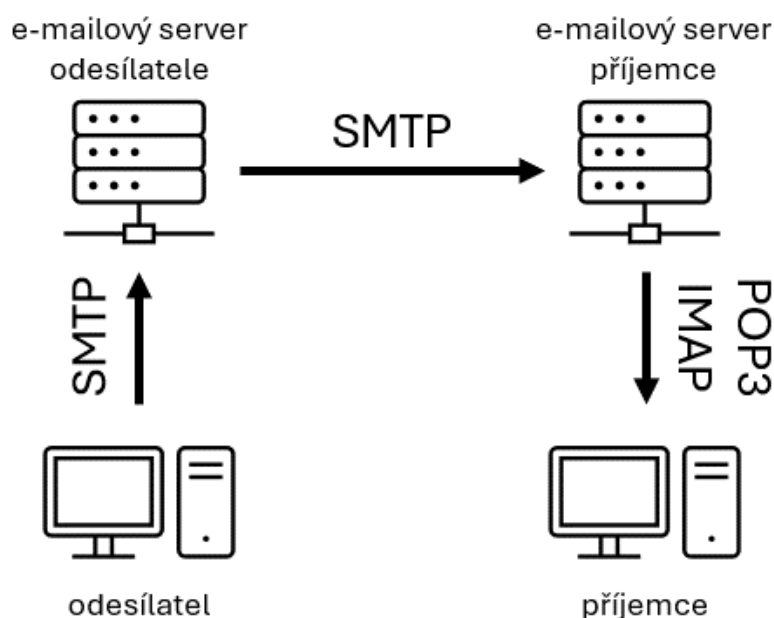 e-mailový server
odesílatele
e-mailový server
příjemce
SMTP
SMTP
POP3
IMAP
odesílatel
příjemce